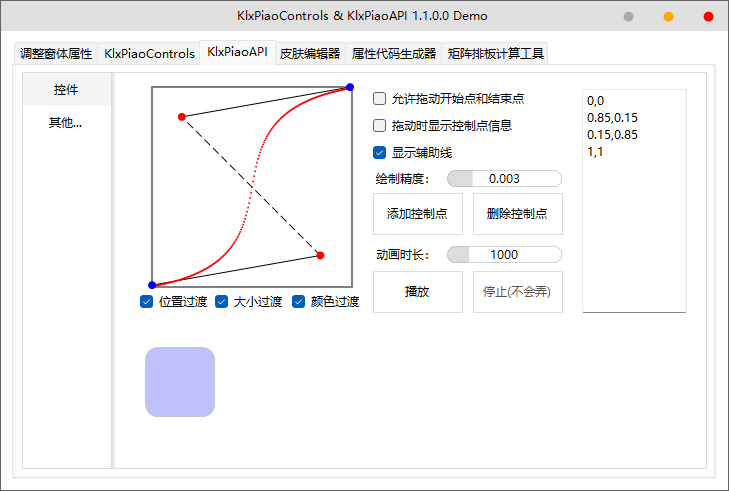 KlxPiaoControls & KlxPiaoAPI 1.1.0.0 Demo
调整窗体属性 KlxPiaoControls KlxPiaoAPI 皮肤编辑器 属性代码生成器 矩阵排板计算工具
控件
其他...
允许拖动开始点和结束点
拖动时显示控制点信息
显示辅助线
绘制精度： 0.003
添加控制点 删除控制点
动画时长： 1000
播放 停止(不会弄)
位置过渡 大小过渡 颜色过渡
0,0
0.85,0.15
0.15,0.85
1,1